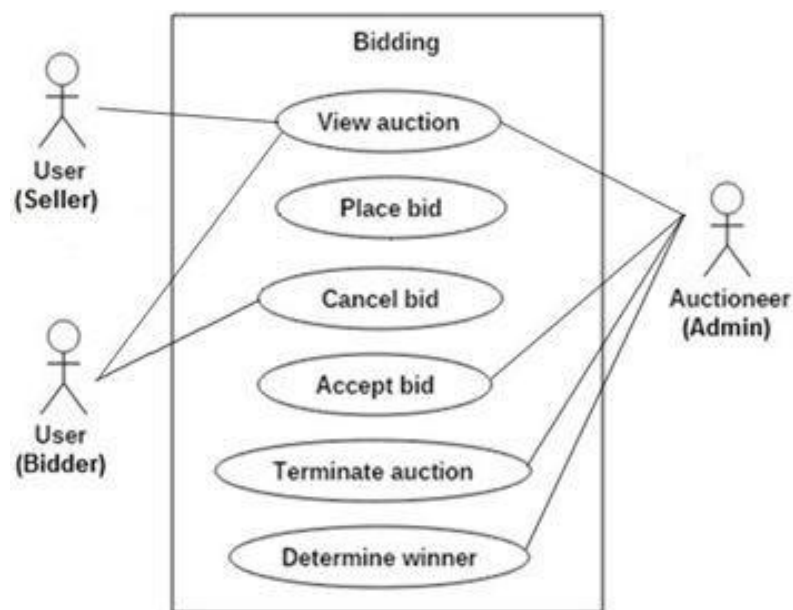 Bidding
View auction
User
(Seller)
Place bid
Auctioneer
(Admin)
Cancel bid
Accept bid
User
(Bidder)
Terminate auction
Determine winner